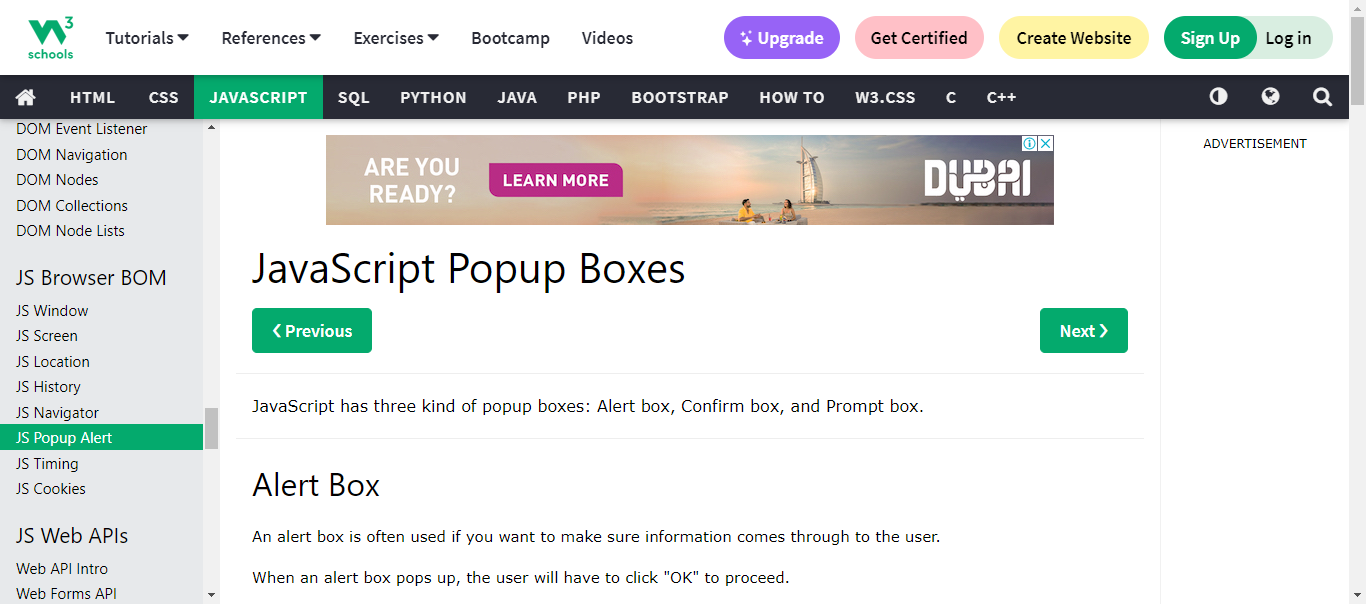 3
schools
Tutorials References Exercises Bootcamp Videos Upgrade Get Certified Create Website Sign Up Log in
HTML CSS JAVASCRIPT SQL PYTHON JAVA PHP BOOTSTRAP HOW TO W3.CSS C C++
DOM Event Listener
DOM Navigation
DOM Nodes
DOM Collections
DOM Node Lists
JS Browser BOM
JS Window
JS Screen
JS Location
JS History
JS Navigator
JS Popup Alert
JS Timing
JS Cookies
JS Web APIs
Web API Intro
Web Forms API
ARE YOU
READY?
LEARN MORE
DUBAI
JavaScript Popup Boxes
❮ Previous
Next ❯
JavaScript has three kind of popup boxes: Alert box, Confirm box, and Prompt box.
Alert Box
An alert box is often used if you want to make sure information comes through to the user.
When an alert box pops up, the user will have to click "OK" to proceed.
ADVERTISEMENT